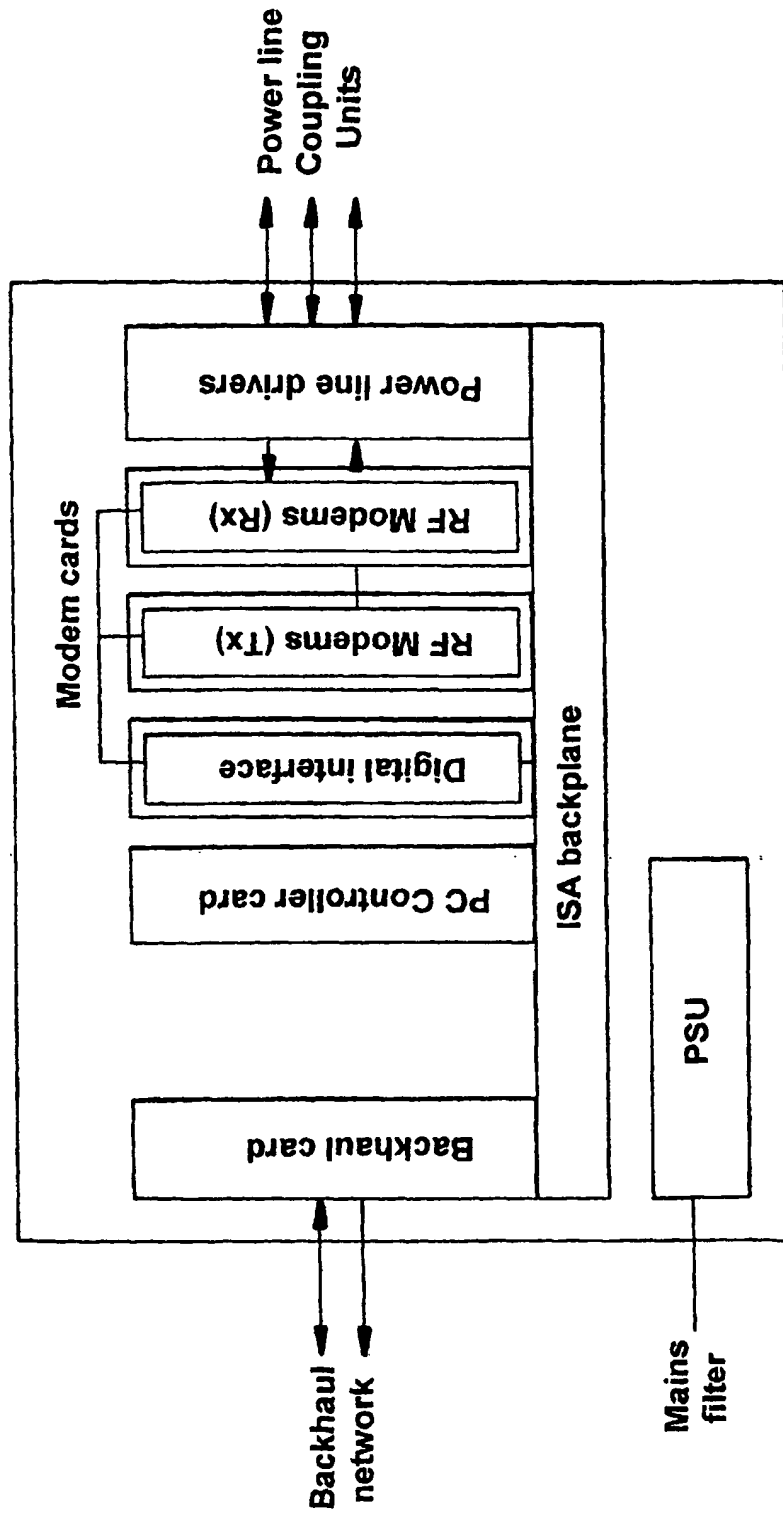 Modem cards
Backhaul
network
Backhaul card
PC Controller card
Digital interface
RF Modems (Tx)
RF Modems (Rx)
Power line drivers
Power line
Coupling
Units
ISA backplane
Mains
filter
PSU